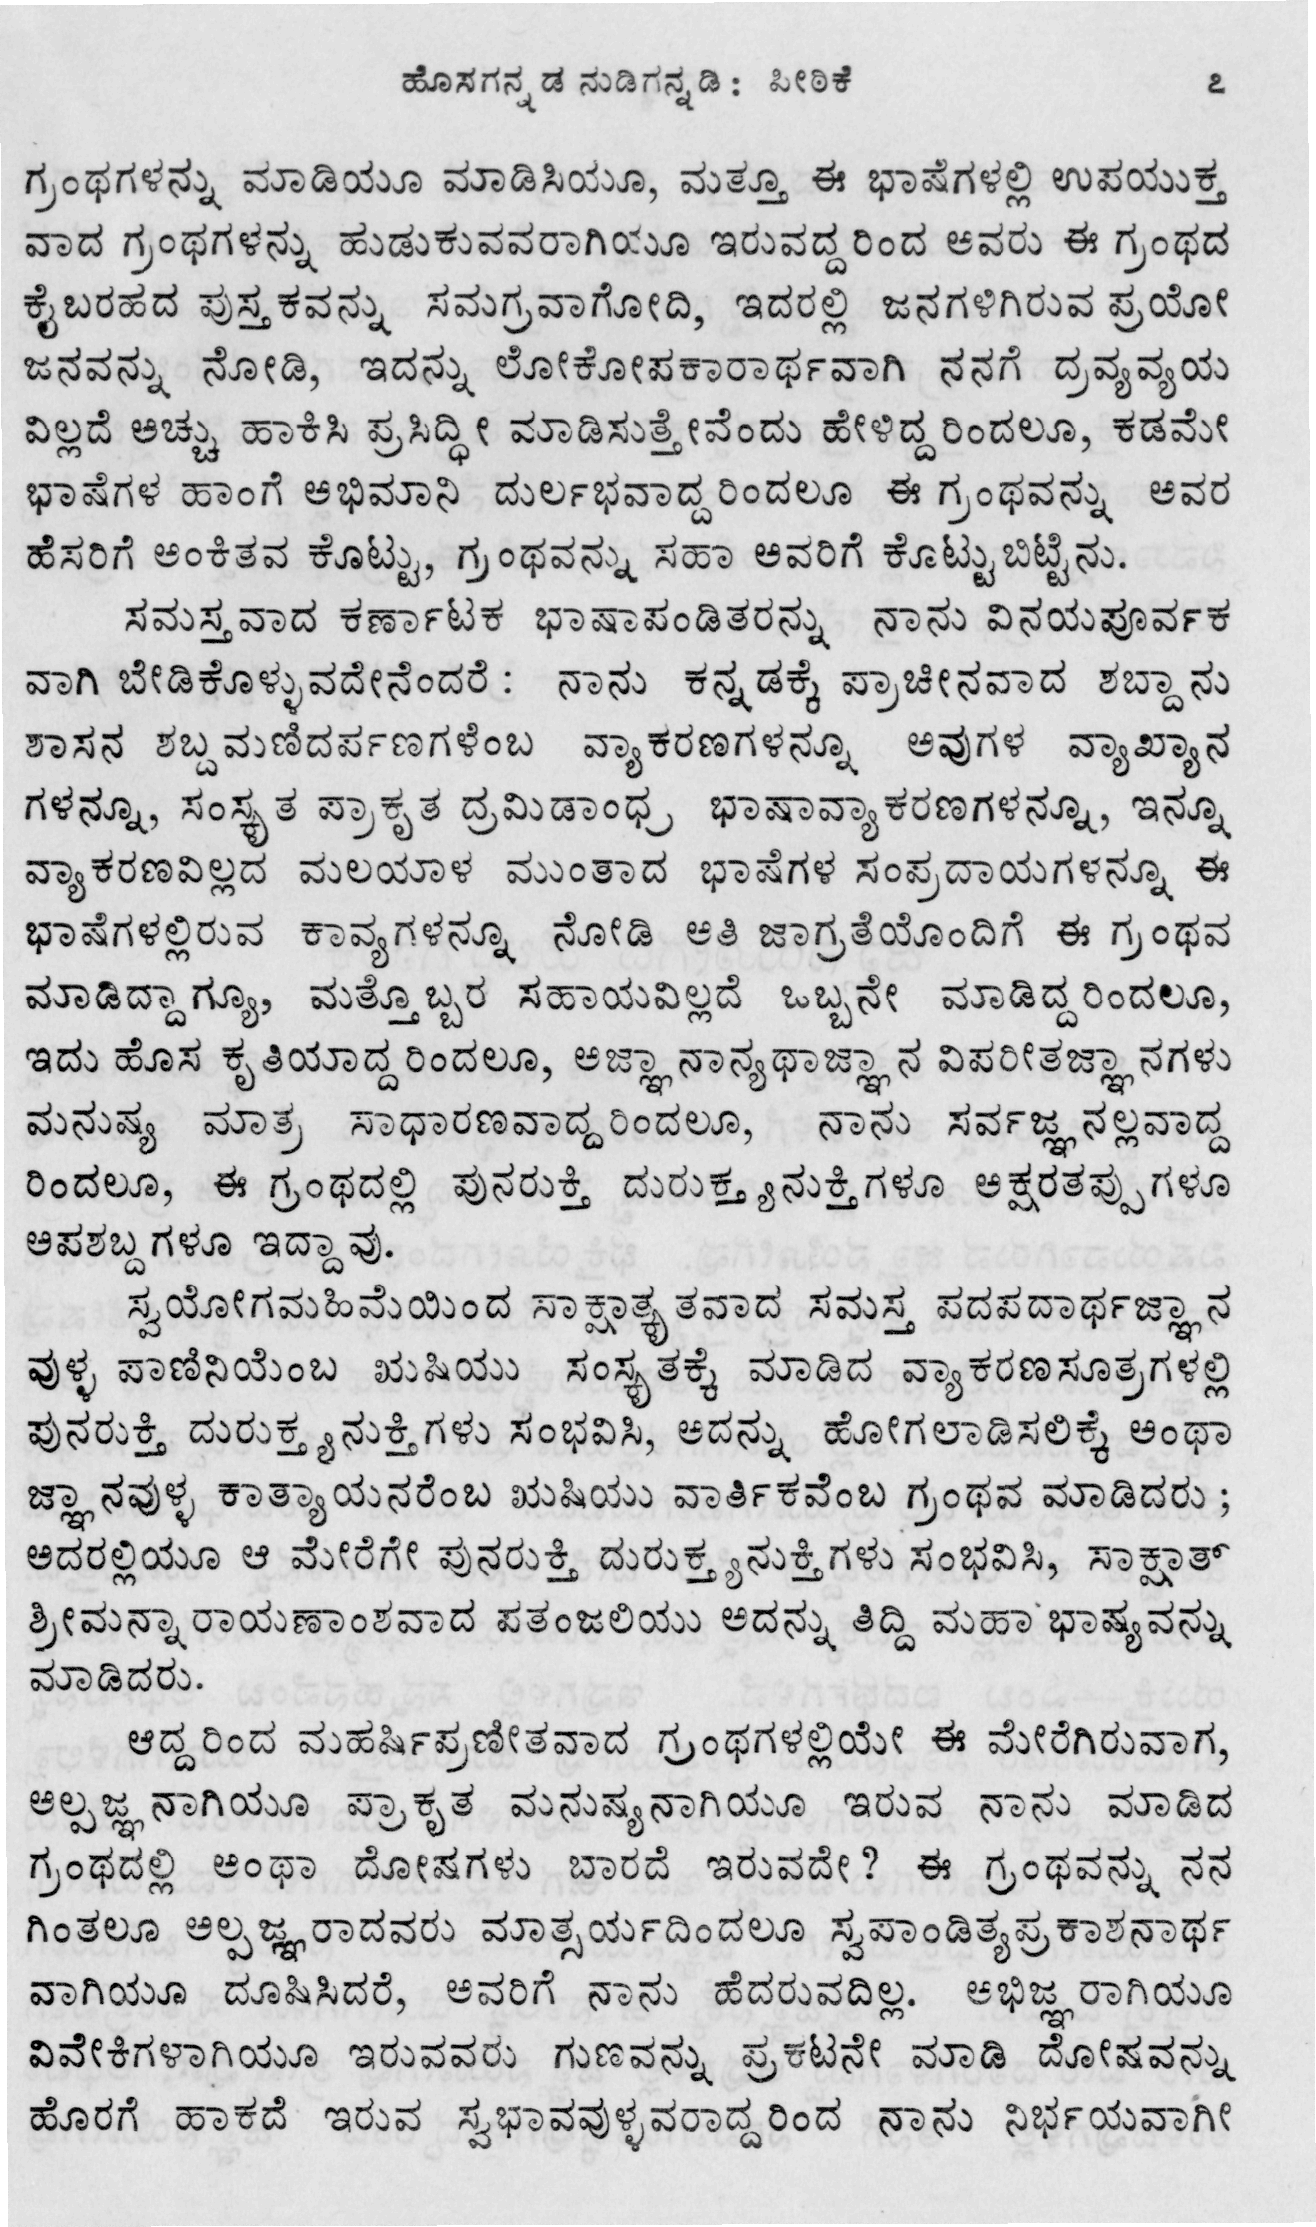 ಹೊಸಗನ್ನಡ ನುಡಿಗನ್ನಡಿ : ಪೀಠಿಕೆ ೭
ಗ್ರಂಥಗಳನ್ನು ಮಾಡಿಯೂ ಮಾಡಿಸಿಯೂ, ಮತ್ತೂ ಈ ಭಾಷೆಗಳಲ್ಲಿ ಉಪಯುಕ್ತ
ವಾದ ಗ್ರಂಥಗಳನ್ನು ಹುಡುಕುವವರಾಗಿಯೂ ಇರುವದ್ದರಿಂದ ಅವರು ಈ ಗ್ರಂಥದ
ಕೈಬರಹದ ಪುಸ್ತಕವನ್ನು ಸಮಗ್ರವಾಗೋದಿ, ಇದರಲ್ಲಿ ಜನಗಳಿಗಿರುವ ಪ್ರಯೋ
ಜನವನ್ನು ನೋಡಿ, ಇದನ್ನು ಲೋಕೋಪಕಾರಾರ್ಥವಾಗಿ ನನಗೆ ದ್ರವ್ಯವ್ಯಯ
ವಿಲ್ಲದೆ ಅಚ್ಚು ಹಾಕಿಸಿ ಪ್ರಸಿದ್ಧೀ ಮಾಡಿಸುತ್ತೇವೆಂದು ಹೇಳಿದ್ದರಿಂದಲೂ, ಕಡಮೇ
ಭಾಷೆಗಳ ಹಾಂಗೆ ಅಭಿಮಾನಿ ದುರ್ಲಭವಾದ್ದರಿಂದಲೂ ಈ ಗ್ರಂಥವನ್ನು ಅವರ
ಹೆಸರಿಗೆ ಅಂಕಿತವ ಕೊಟ್ಟು, ಗ್ರಂಥವನ್ನು ಸಹಾ ಅವರಿಗೆ ಕೊಟ್ಟುಬಿಟ್ಟೆನು.
ಸಮಸ್ತವಾದ ಕರ್ಣಾಟಕ ಭಾಷಾಪಂಡಿತರನ್ನು ನಾನು ವಿನಯಪೂರ್ವಕ
ವಾಗಿ ಬೇಡಿಕೊಳ್ಳುವದೇನೆಂದರೆ : ನಾನು ಕನ್ನಡಕ್ಕೆ ಪ್ರಾಚೀನವಾದ ಶಬ್ದಾನು
ಶಾಸನ ಶಬ್ದಮಣಿದರ್ಪಣಗಳೆಂಬ ವ್ಯಾಕರಣಗಳನ್ನೂ ಅವುಗಳ ವ್ಯಾಖ್ಯಾನ
ಗಳನ್ನೂ, ಸಂಸ್ಕೃತ ಪ್ರಾಕೃತ ದ್ರಮಿಡಾಂಧ್ರ ಭಾಷಾವ್ಯಾಕರಣಗಳನ್ನೂ, ಇನ್ನೂ
ವ್ಯಾಕರಣವಿಲ್ಲದ ಮಲಯಾಳ ಮುಂತಾದ ಭಾಷೆಗಳ ಸಂಪ್ರದಾಯಗಳನ್ನೂ ಈ
ಭಾಷೆಗಳಲ್ಲಿರುವ ಕಾವ್ಯಗಳನ್ನೂ ನೋಡಿ ಅತಿ ಜಾಗ್ರತೆಯೊಂದಿಗೆ ಈ ಗ್ರಂಥವ
ಮಾಡಿದ್ದಾಗ್ಯೂ, ಮತ್ತೊಬ್ಬರ ಸಹಾಯವಿಲ್ಲದೆ ಒಬ್ಬನೇ ಮಾಡಿದ್ದರಿಂದಲೂ,
ಇದು ಹೊಸ ಕೃತಿಯಾದ್ದರಿಂದಲೂ, ಅಜ್ಞಾನಾನ್ಯಥಾಜ್ಞಾನ ವಿಪರೀತಜ್ಞಾನಗಳು
ಮನುಷ್ಯ ಮಾತ್ರ ಸಾಧಾರಣವಾದ್ದರಿಂದಲೂ, ನಾನು ಸರ್ವಜ್ಞನಲ್ಲವಾದ್ದ
ರಿಂದಲೂ, ಈ ಗ್ರಂಥದಲ್ಲಿ ಪುನರುಕ್ತಿ ದುರುಕ್ತ್ಯನುಕ್ತಿಗಳೂ ಅಕ್ಷರತಪ್ಪುಗಳೂ
ಅಪಶಬ್ದಗಳೂ ಇದ್ದಾವು.
ಸ್ವಯೋಗಮಹಿಮೆಯಿಂದ ಸಾಕ್ಷಾತ್ಕೃತವಾದ ಸಮಸ್ತ ಪದಪದಾರ್ಥಜ್ಞಾನ
ವುಳ್ಳ ಪಾಣಿನಿಯೆಂಬ ಋಷಿಯು ಸಂಸ್ಕೃತಕ್ಕೆ ಮಾಡಿದ ವ್ಯಾಕರಣಸೂತ್ರಗಳಲ್ಲಿ
ಪುನರುಕ್ತಿ ದುರುಕ್ತ್ಯನುಕ್ತಿಗಳು ಸಂಭವಿಸಿ, ಅದನ್ನು ಹೋಗಲಾಡಿಸಲಿಕ್ಕೆ ಅಂಥಾ
ಜ್ಞಾನವುಳ್ಳ ಕಾತ್ಯಾಯನರೆಂಬ ಋಷಿಯು ವಾರ್ತಿಕವೆಂಬ ಗ್ರಂಥವ ಮಾಡಿದರು ;
ಅದರಲ್ಲಿಯೂ ಆ ಮೇರೆಗೇ ಪುನರುಕ್ತಿ ದುರುಕ್ತ್ಯನುಕ್ತಿಗಳು ಸಂಭವಿಸಿ, ಸಾಕ್ಷಾತ್
ಶ್ರೀಮನ್ನಾರಾಯಣಾಂಶವಾದ ಪತಂಜಲಿಯು ಅದನ್ನು ತಿದ್ದಿ ಮಹಾಭಾಷ್ಯವನ್ನು
ಮಾಡಿದರು.
ಆದ್ದರಿಂದ ಮಹರ್ಷಿಪ್ರಣೀತವಾದ ಗ್ರಂಥಗಳಲ್ಲಿಯೇ ಈ ಮೇರೆಗಿರುವಾಗ,
ಅಲ್ಪಜ್ಞನಾಗಿಯೂ ಪ್ರಾಕೃತ ಮನುಷ್ಯನಾಗಿಯೂ ಇರುವ ನಾನು ಮಾಡಿದ
ಗ್ರಂಥದಲ್ಲಿ ಅಂಥಾ ದೋಷಗಳು ಬಾರದೆ ಇರುವದೇ? ಈ ಗ್ರಂಥವನ್ನು ನನ
ಗಿಂತಲೂ ಅಲ್ಪಜ್ಞರಾದವರು ಮಾತ್ಸರ್ಯದಿಂದಲೂ ಸ್ವಪಾಂಡಿತ್ಯಪ್ರಕಾಶನಾರ್ಥ
ವಾಗಿಯೂ ದೂಷಿಸಿದರೆ, ಅವರಿಗೆ ನಾನು ಹೆದರುವದಿಲ್ಲ. ಅಭಿಜ್ಞರಾಗಿಯೂ
ವಿವೇಕಿಗಳಾಗಿಯೂ ಇರುವವರು ಗುಣವನ್ನು ಪ್ರಕಟನೇ ಮಾಡಿ ದೋಷವನ್ನು
ಹೊರಗೆ ಹಾಕದೆ ಇರುವ ಸ್ವಭಾವವುಳ್ಳವರಾದ್ದರಿಂದ ನಾನು ನಿರ್ಭಯವಾಗೀ